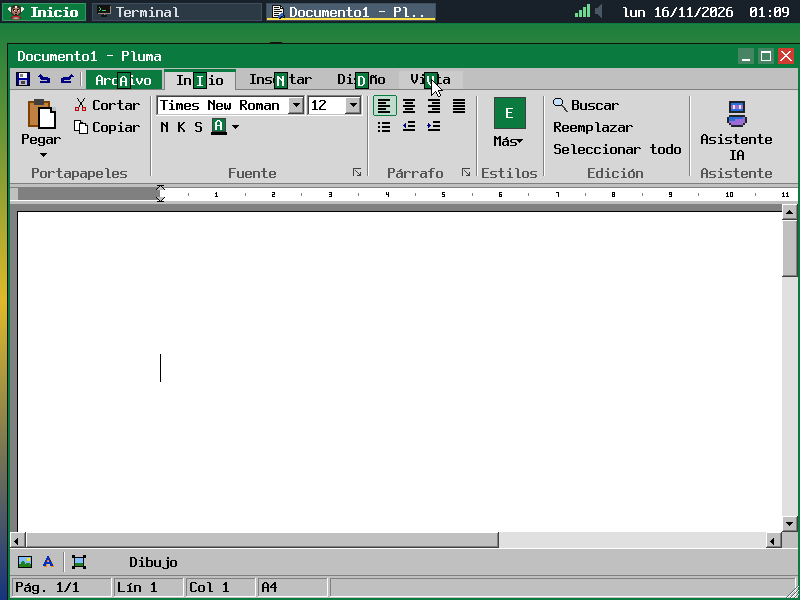 Inicio
Terminal
Documento1 - Pl..
lun 16/11/2026 01:09
Documento1 - Pluma
A
I
N
D
V
Pegar
Cortar
Copiar
Portapapeles
Times New Roman
12
N K S A
Fuente
Párrafo
E
Más
Estilos
Buscar
Reemplazar
Seleccionar todo
Edición
Asistente
IA
Asistente
1 2 3 4 5 6 7 8 9 10 11
A
Dibujo
Pág. 1/1
Lín 1
Col 1
A4